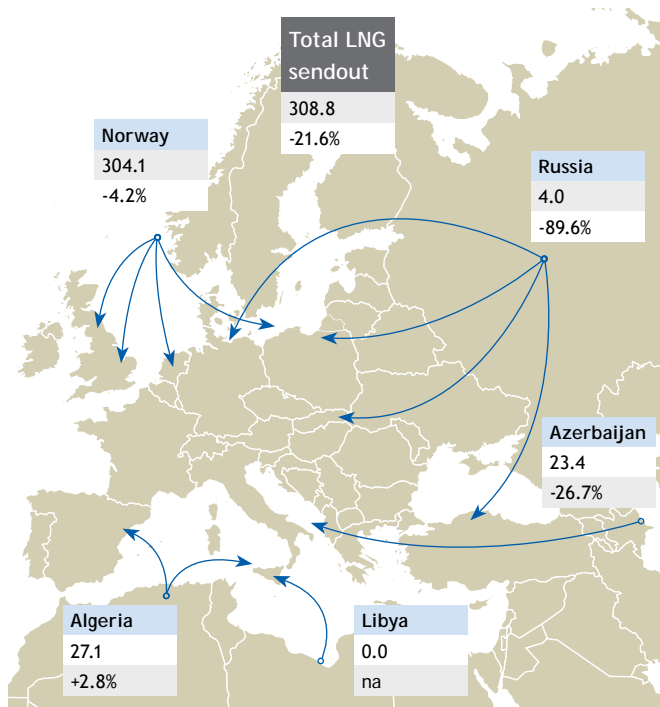 Total LNG
sendout
308.8
-21.6%
Norway
304.1
-4.2%
Russia
4.0
-89.6%
Azerbaijan
23.4
-26.7%
Algeria
27.1
+2.8%
Libya
0.0
na